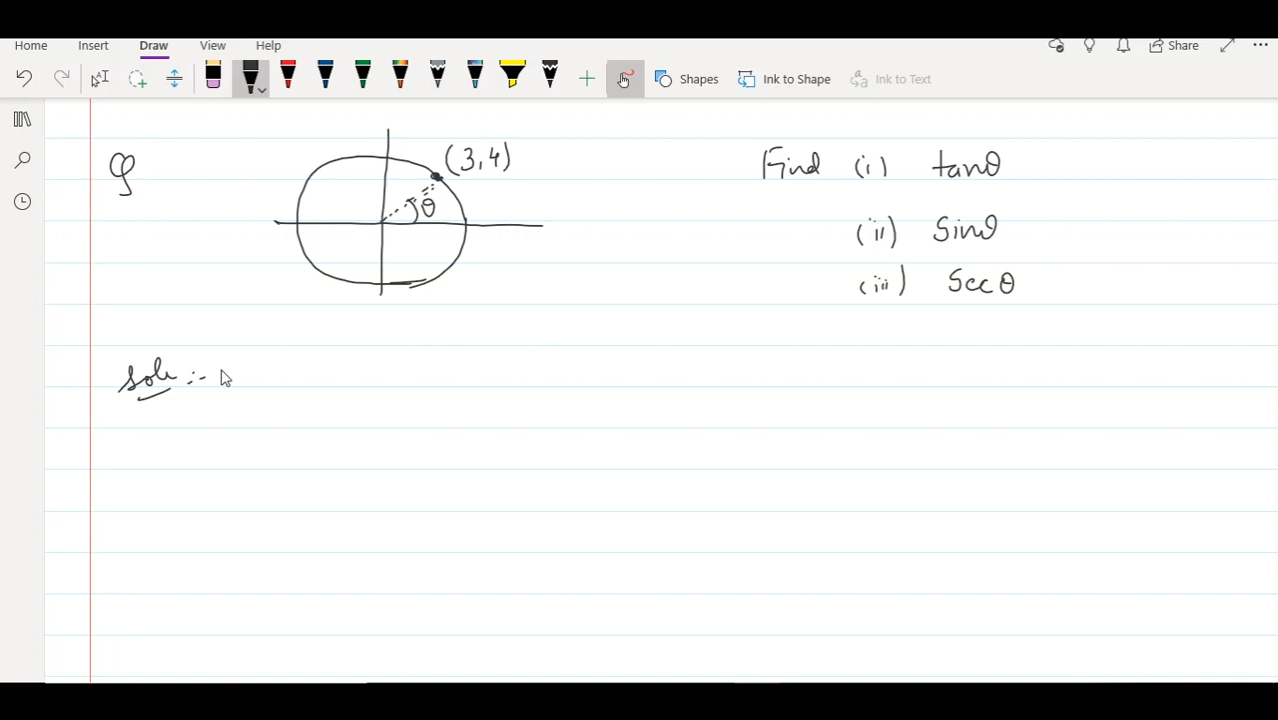 Home Insert Draw View Help Share
Shapes Ink to Shape Ink to Text
Q (3,4) Find (i) tanθ
θ
(ii) Sinθ
(iii) Secθ
Soln :-